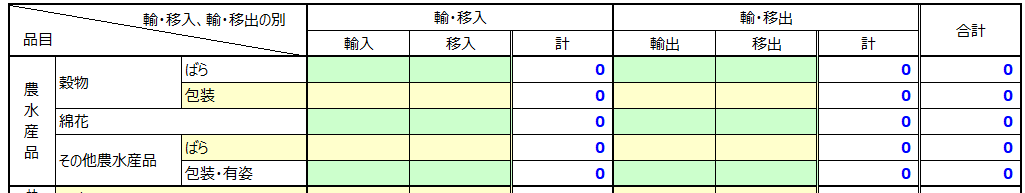 輸・移入、輸・移出の別
品目
輸・移入 輸・移出 合計
輸入 移入 計 輸出 移出 計
農水産品
穀物 ばら 0 0 0
包装 0 0 0
綿花 0 0 0
その他農水産品 ばら 0 0 0
包装・有姿 0 0 0